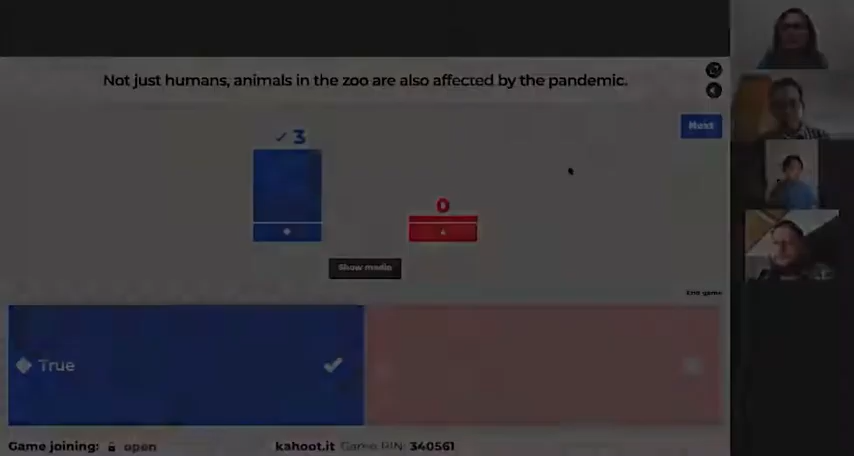 Not just humans, animals in the zoo are also affected by the pandemic.
Next
✓ 3
0
Show media
End game
True
Game joining: open
kahoot.it Game PIN: 340561